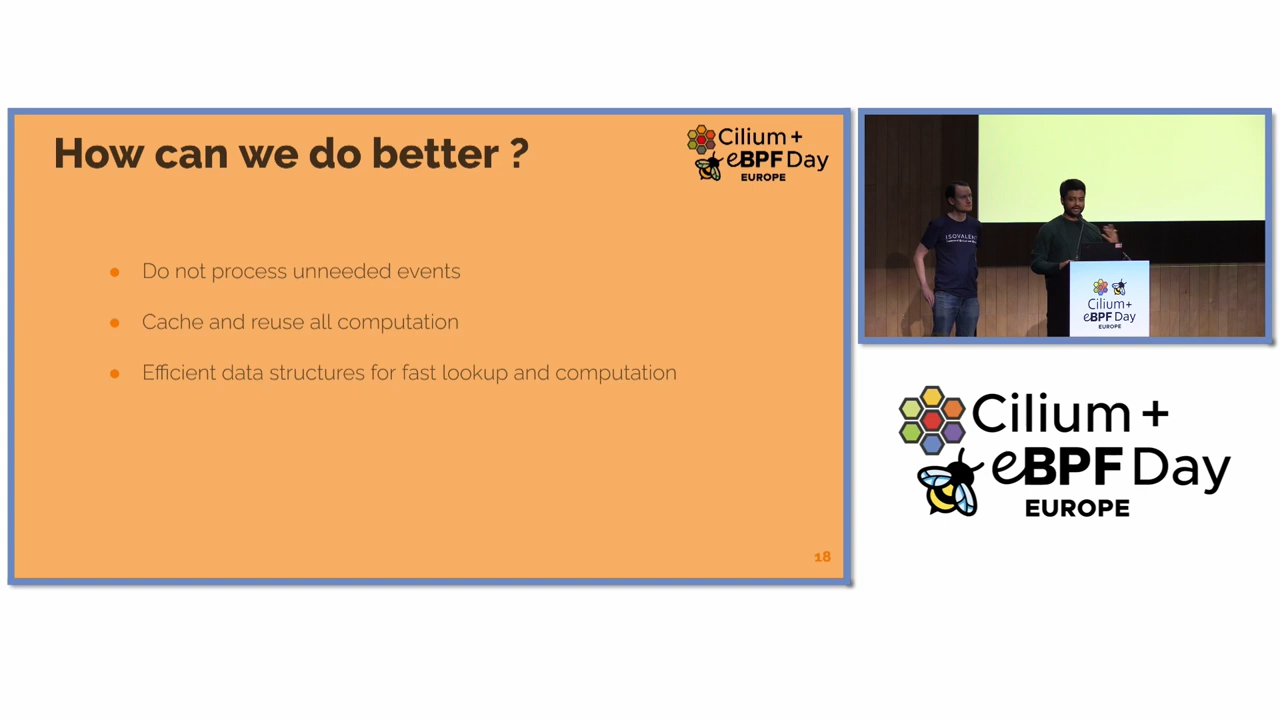 How can we do better ?
Cilium +
eBPF Day
EUROPE
Do not process unneeded events
Cache and reuse all computation
Efficient data structures for fast lookup and computation
18
ISOVALENT
Cilium+
eBPF Day
EUROPE
Cilium +
eBPF Day
EUROPE